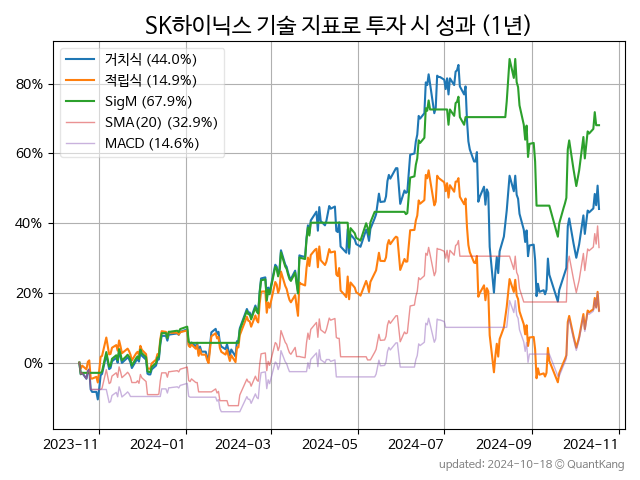 SK하이닉스 기술 지표로 투자 시 성과 (1년)
거치식 (44.0%)
적립식 (14.9%)
SigM (67.9%)
SMA(20) (32.9%)
MACD (14.6%)
80%
60%
40%
20%
0%
2023-11 2024-01 2024-03 2024-05 2024-07 2024-09 2024-11
updated: 2024-10-18 © QuantKang